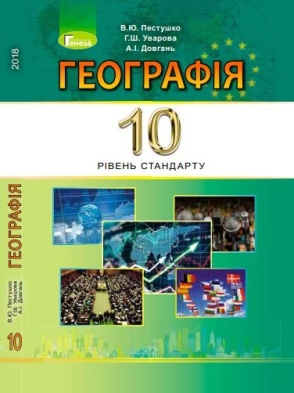 В.Ю. Пестушко
Г.Ш. Уварова
А.І. Довгань
Генеза
2018
ГЕОГРАФІЯ
10
РІВЕНЬ СТАНДАРТУ
ГЕОГРАФІЯ
В.Ю. Пестушко
Г.Ш. Уварова
А.І. Довгань
10